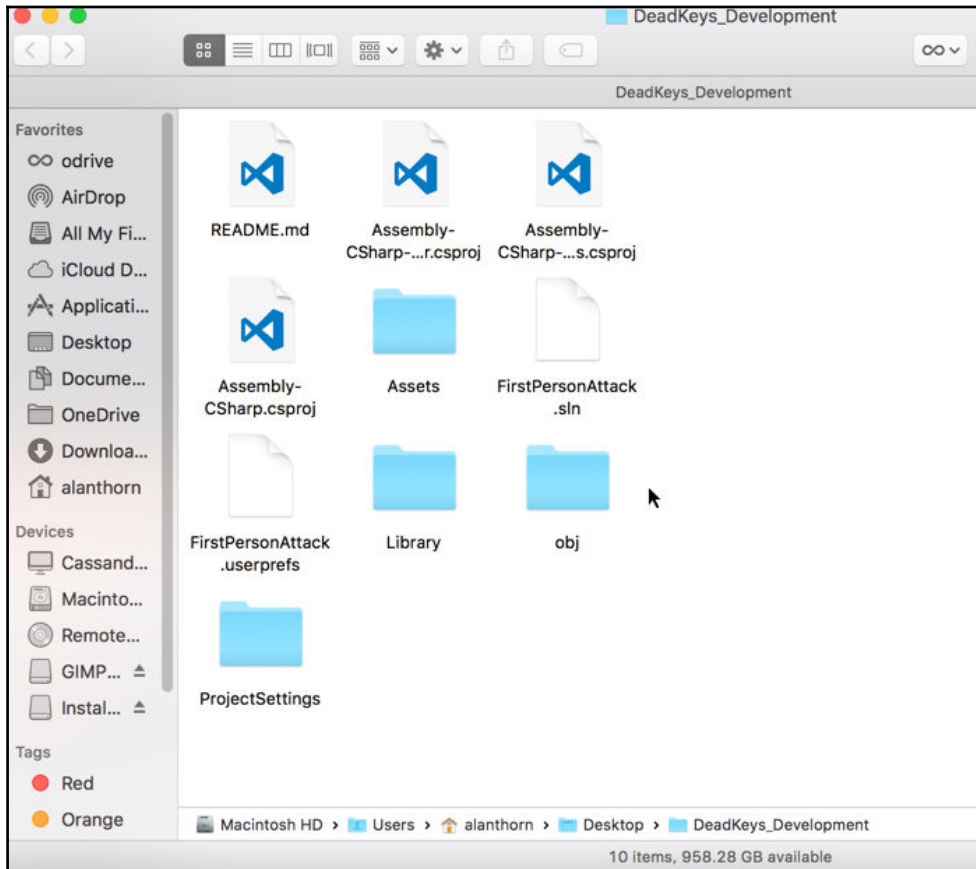 DeadKeys_Development
DeadKeys_Development
Favorites
odrive
AirDrop
All My Fi...
iCloud D...
Applicati...
Desktop
Docume...
OneDrive
Downloa...
alanthorn
Devices
Cassand...
Macinto...
Remote...
GIMP...
Instal...
Tags
Red
Orange
README.md
Assembly-
CSharp-...r.csproj
Assembly-
CSharp-...s.csproj
Assembly-
CSharp.csproj
Assets
FirstPersonAttack
.sln
FirstPersonAttack
.userprefs
Library
obj
ProjectSettings
Macintosh HD › Users › alanthorn › Desktop › DeadKeys_Development
10 items, 958.28 GB available